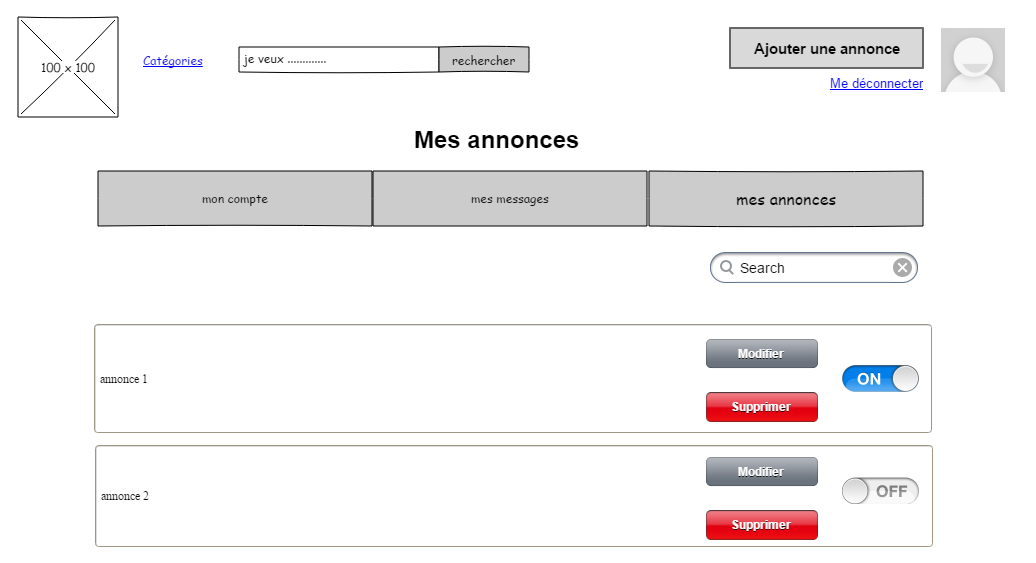 100 x 100
Catégories
je veux .............
rechercher
Ajouter une annonce
Me déconnecter
Mes annonces
mon compte
mes messages
mes annonces
Search
annonce 1
Modifier
Supprimer
ON
annonce 2
Modifier
Supprimer
OFF